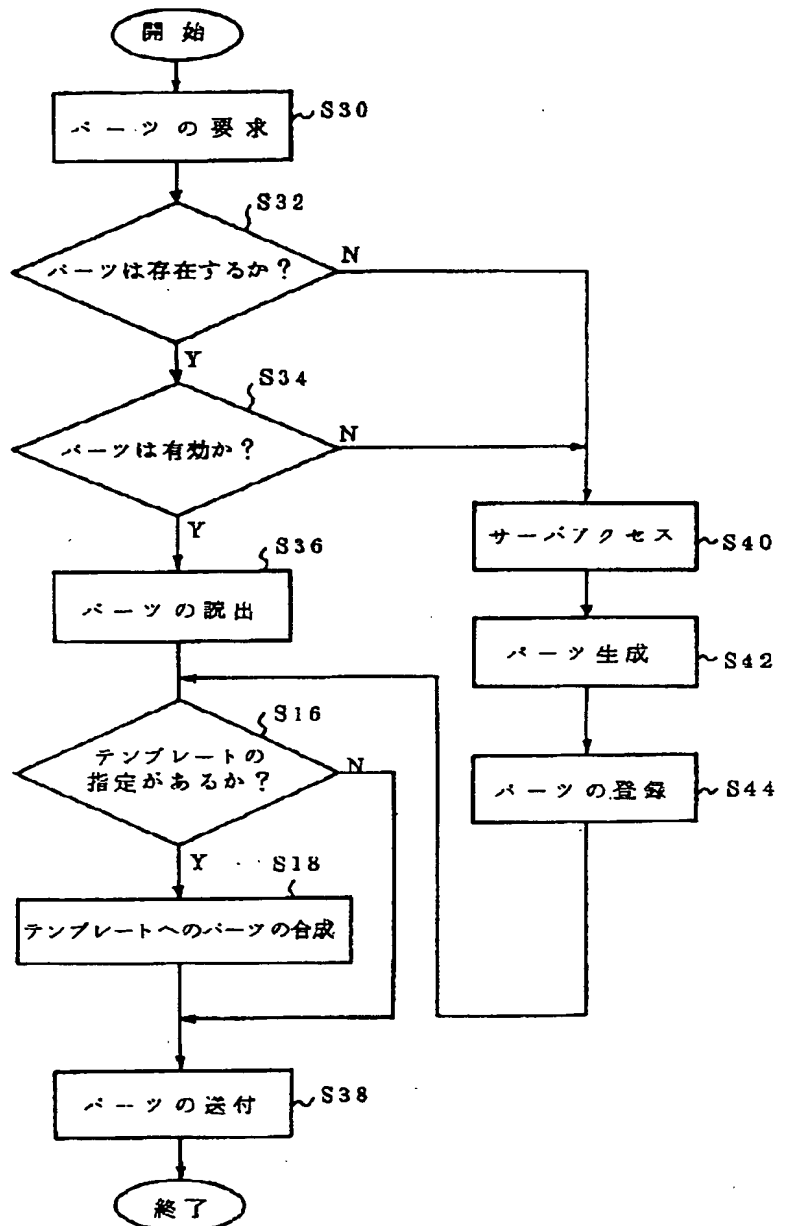 開始
パーツの要求
S30
S32
パーツは存在するか?
N
Y
S34
パーツは有効か?
N
Y
S36
パーツの読出
サーバアクセス
S40
パーツ生成
S42
パーツの登録
S44
S16
テンプレートの
指定があるか?
N
Y
S18
テンプレートへのパーツの合成
パーツの送付
S38
終了